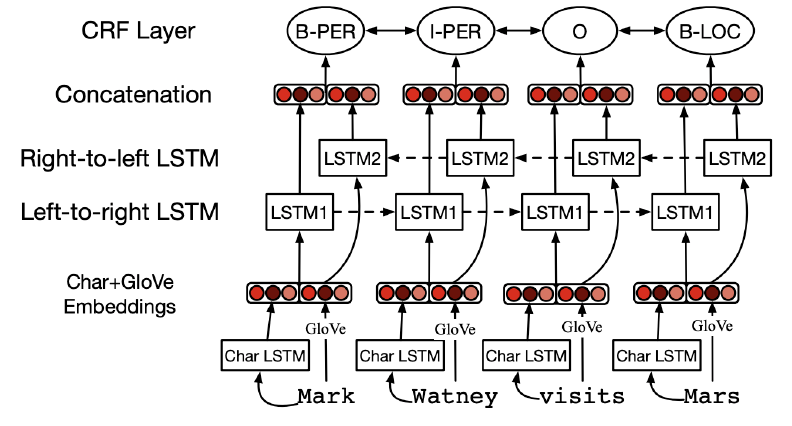 CRF Layer B-PER I-PER O B-LOC
Concatenation
Right-to-left LSTM LSTM2 LSTM2 LSTM2 LSTM2
Left-to-right LSTM LSTM1 LSTM1 LSTM1 LSTM1
Char+GloVe
Embeddings
GloVe GloVe GloVe GloVe
Char LSTM Char LSTM Char LSTM Char LSTM
Mark Watney visits Mars